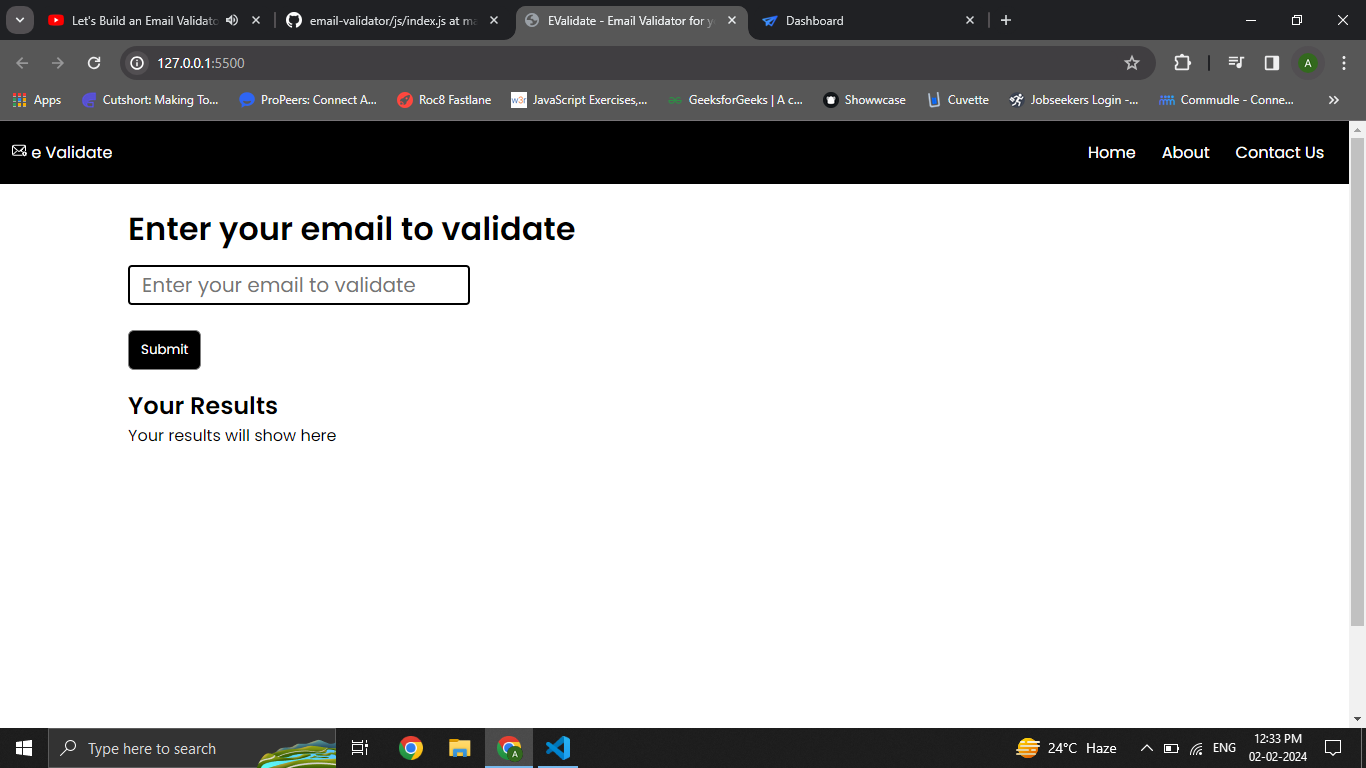 Let's Build an Email Validato
email-validator/js/index.js at ma
EValidate - Email Validator for yo
Dashboard
127.0.0.1:5500
A
Apps
Cutshort: Making To...
ProPeers: Connect A...
Roc8 Fastlane
w3r
JavaScript Exercises,...
GeeksforGeeks | A c...
Showwcase
Cuvette
Jobseekers Login -...
Commudle - Conne...
e Validate
Home
About
Contact Us
Enter your email to validate
Enter your email to validate
Submit
Your Results
Your results will show here
Type here to search
A
24°C Haze
ENG
12:33 PM
02-02-2024